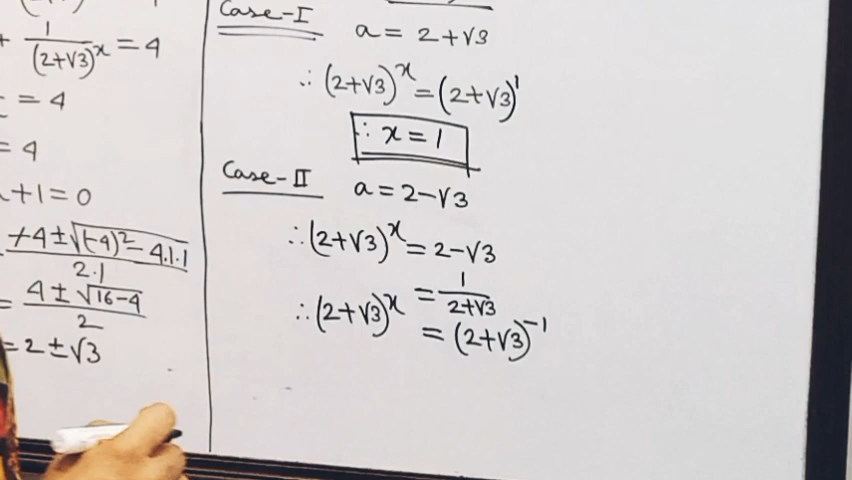 + 1/(2+√3)^x = 4
= 4
= 4
+1=0
-4±√(-4)²-4.1.1 / 2.1
= 4±√16-4 / 2
= 2±√3
Case-I
a = 2+√3
∴ (2+√3)^x = (2+√3)^1
∴ x = 1
Case-II a = 2-√3
∴ (2+√3)^x = 2-√3
∴ (2+√3)^x = 1/(2+√3)
= (2+√3)^-1